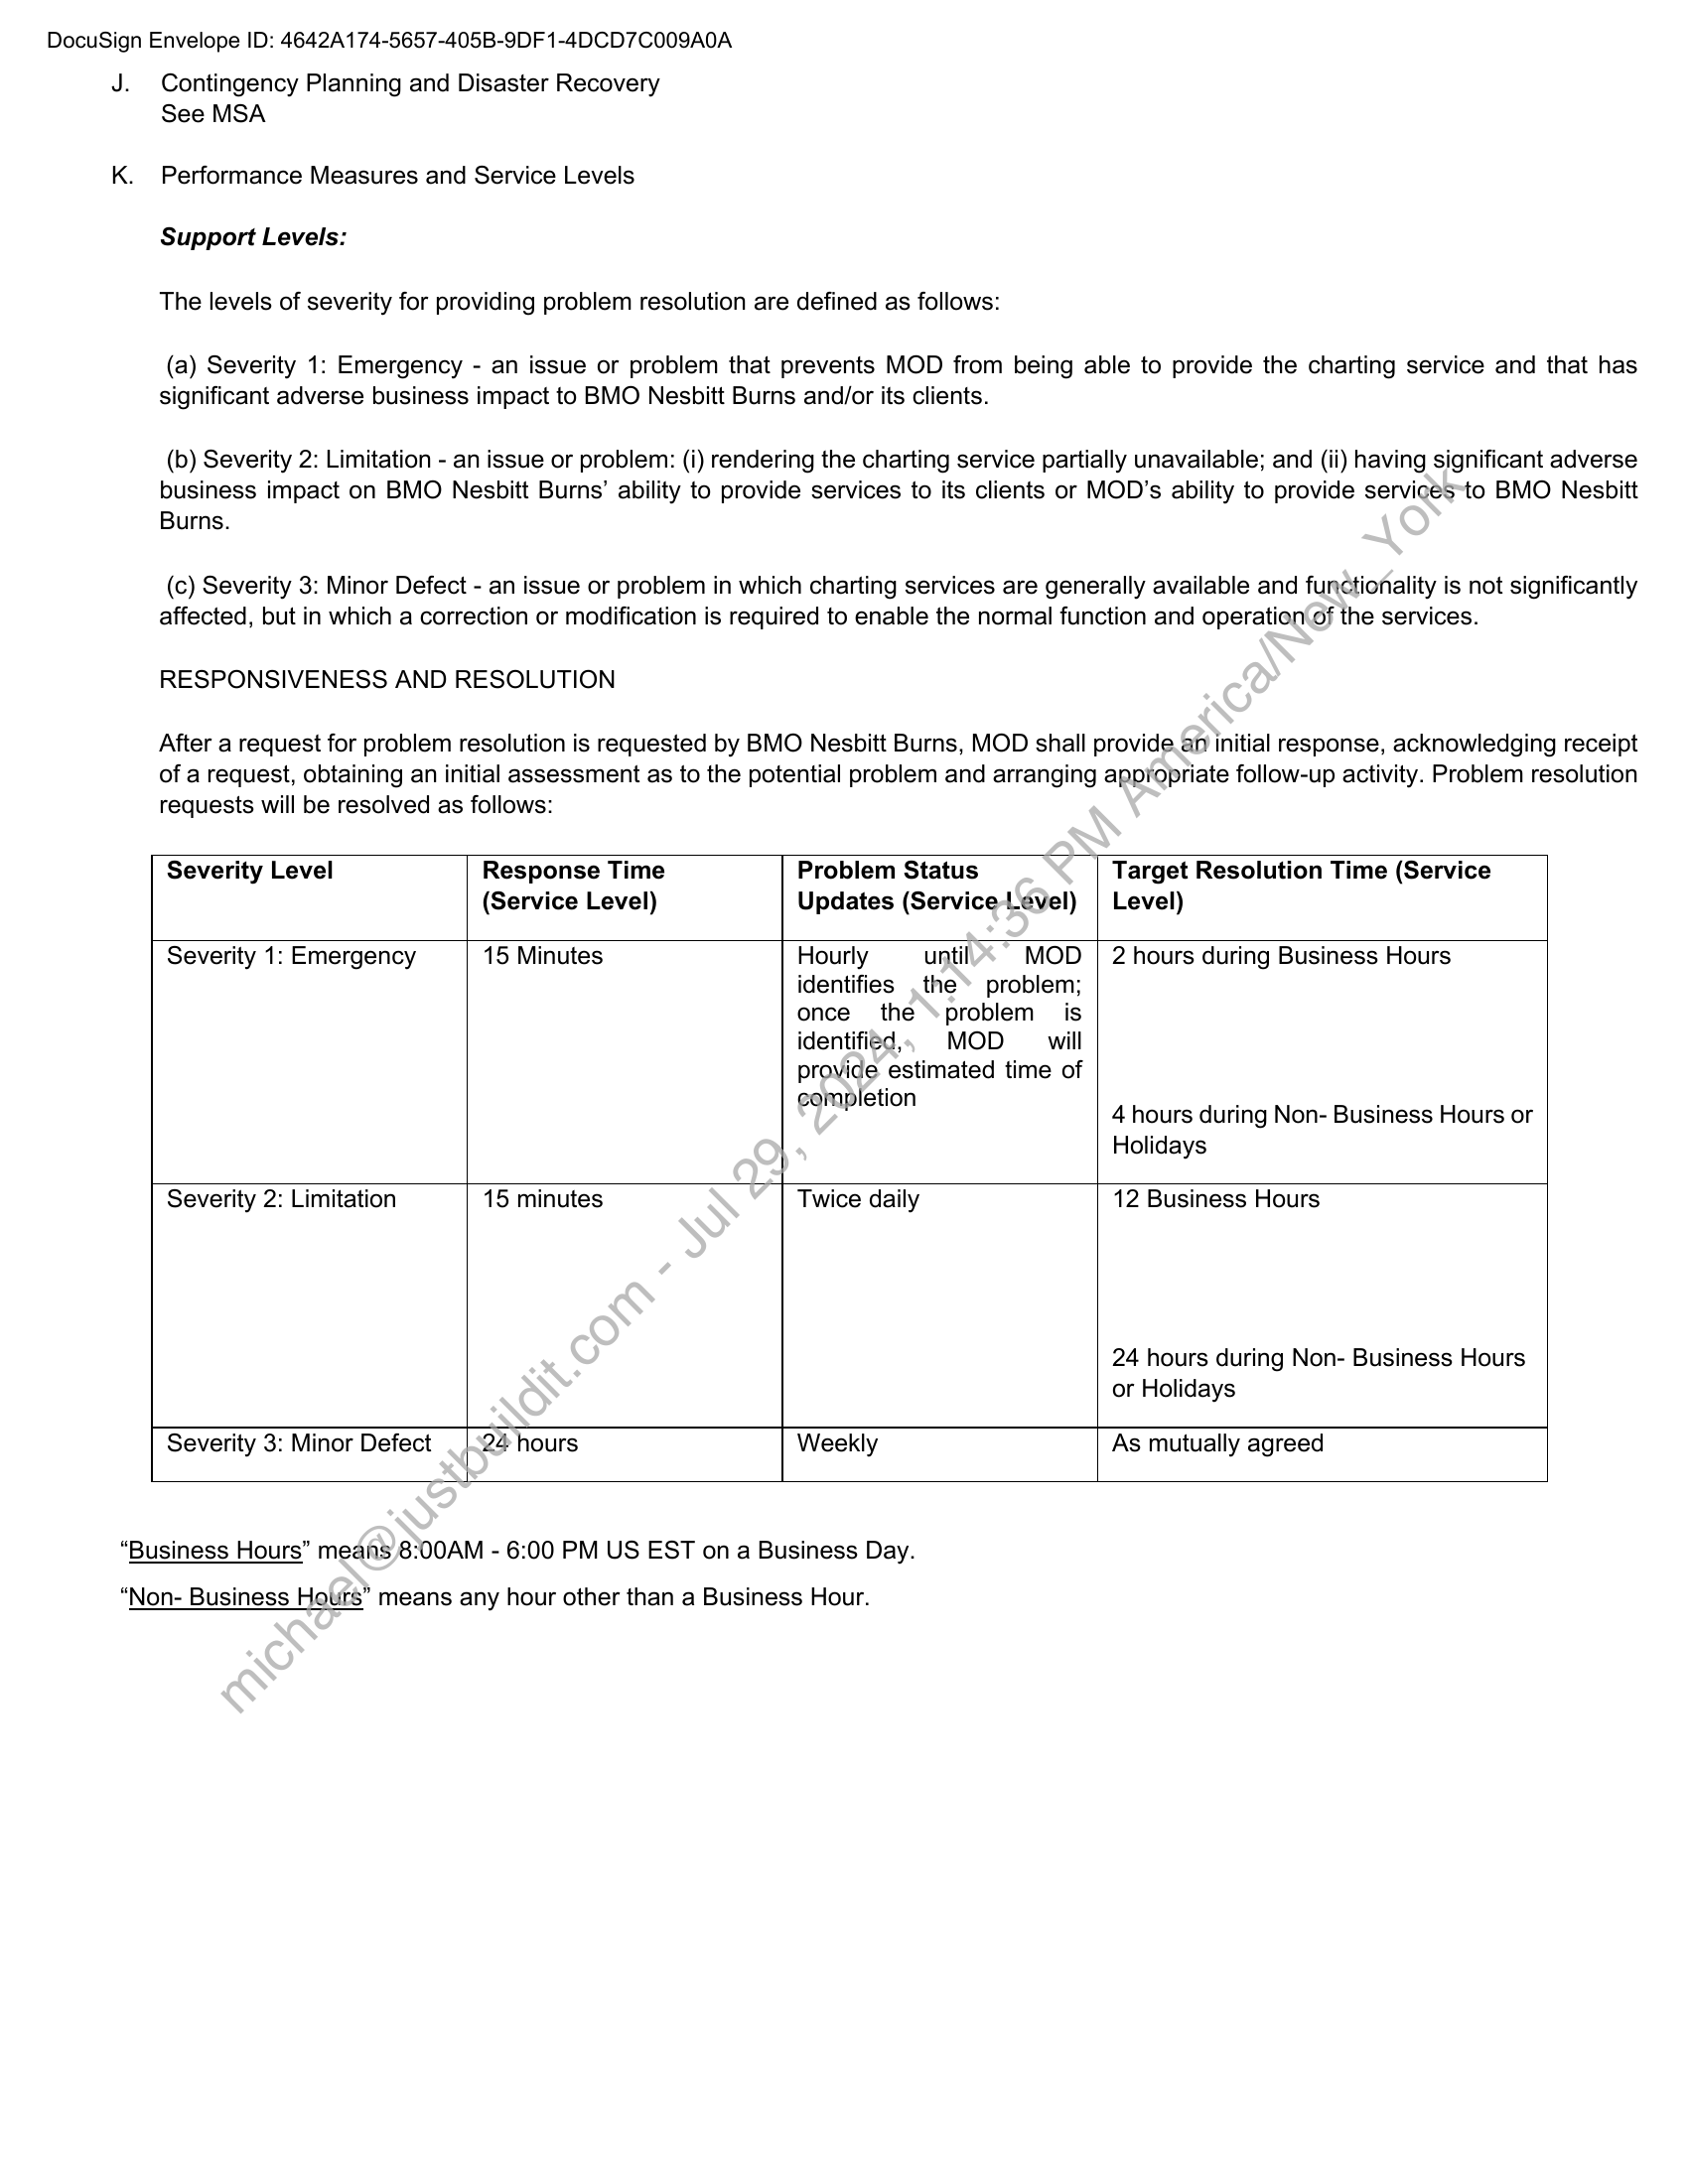 DocuSign Envelope ID: 4642A174-5657-405B-9DF1-4DCD7C009A0A
J. Contingency Planning and Disaster Recovery
See MSA
K. Performance Measures and Service Levels
Support Levels:
The levels of severity for providing problem resolution are defined as follows:
(a) Severity 1: Emergency - an issue or problem that prevents MOD from being able to provide the charting service and that has
significant adverse business impact to BMO Nesbitt Burns and/or its clients.
(b) Severity 2: Limitation - an issue or problem: (i) rendering the charting service partially unavailable; and (ii) having significant adverse
business impact on BMO Nesbitt Burns’ ability to provide services to its clients or MOD’s ability to provide services to BMO Nesbitt
Burns.
(c) Severity 3: Minor Defect - an issue or problem in which charting services are generally available and functionality is not significantly
affected, but in which a correction or modification is required to enable the normal function and operation of the services.
RESPONSIVENESS AND RESOLUTION
After a request for problem resolution is requested by BMO Nesbitt Burns, MOD shall provide an initial response, acknowledging receipt
of a request, obtaining an initial assessment as to the potential problem and arranging appropriate follow-up activity. Problem resolution
requests will be resolved as follows:
Severity Level
Response Time
(Service Level)
Problem Status
Updates (Service Level)
Target Resolution Time (Service
Level)
Severity 1: Emergency
15 Minutes
Hourly until MOD
identifies the problem;
once the problem is
identified, MOD will
provide estimated time of
completion
2 hours during Business Hours
4 hours during Non- Business Hours or
Holidays
Severity 2: Limitation
15 minutes
Twice daily
12 Business Hours
24 hours during Non- Business Hours
or Holidays
Severity 3: Minor Defect
24 hours
Weekly
As mutually agreed
“Business Hours” means 8:00AM - 6:00 PM US EST on a Business Day.
“Non- Business Hours” means any hour other than a Business Hour.
michael@justbuildit.com - Jul 29, 2024, 1:14:36 PM America/New_York